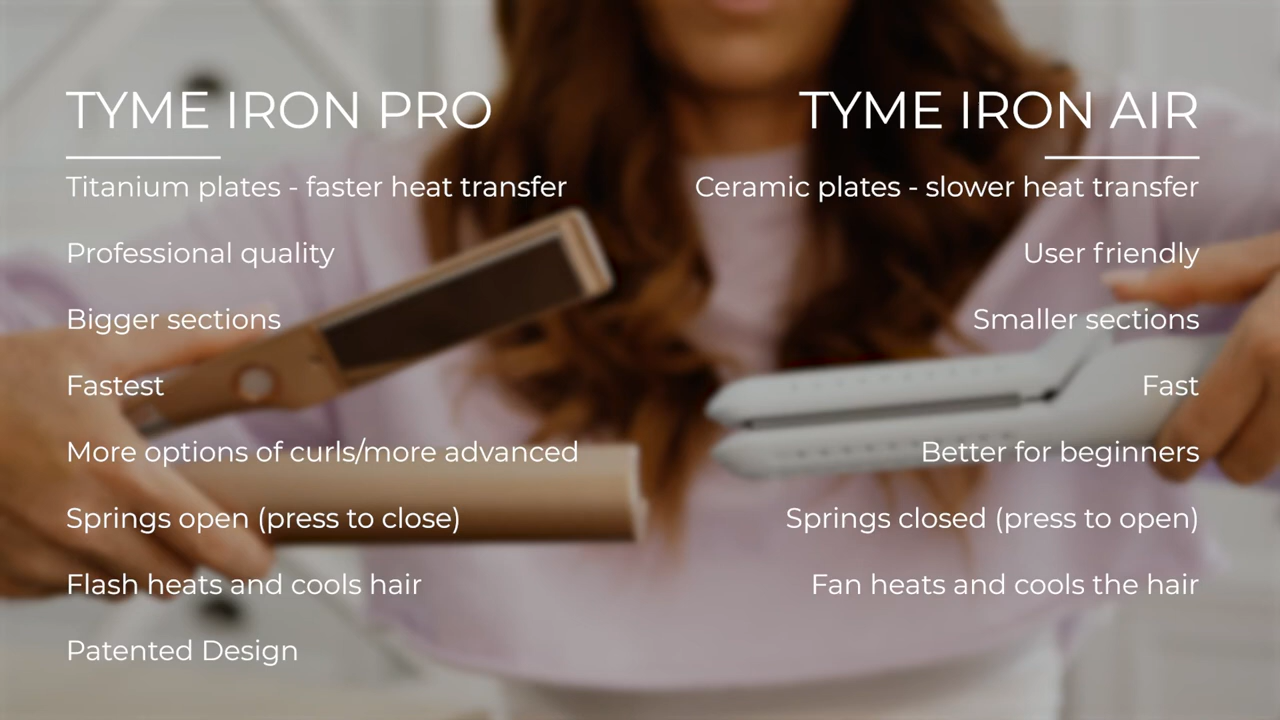 TYME IRON PRO
Titanium plates - faster heat transfer
Professional quality
Bigger sections
Fastest
More options of curls/more advanced
Springs open (press to close)
Flash heats and cools hair
Patented Design
TYME IRON AIR
Ceramic plates - slower heat transfer
User friendly
Smaller sections
Fast
Better for beginners
Springs closed (press to open)
Fan heats and cools the hair